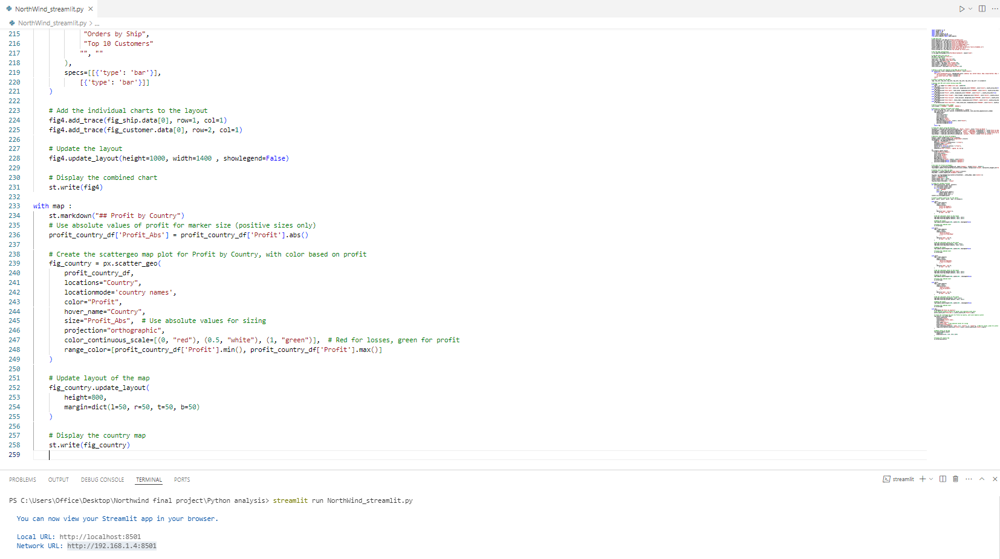 NorthWind_streamlit.py
NorthWind_streamlit.py > ...
215 "Orders by Ship",
216 "Top 10 Customers"
217 "", ""
218 ),
219 specs=[[{'type': 'bar'}],
220 [{'type': 'bar'}]]
221 )
222
223 # Add the individual charts to the layout
224 fig4.add_trace(fig_ship.data[0], row=1, col=1)
225 fig4.add_trace(fig_customer.data[0], row=2, col=1)
226
227 # Update the layout
228 fig4.update_layout(height=1000, width=1400 , showlegend=False)
229
230 # Display the combined chart
231 st.write(fig4)
232
233 with map :
234 st.markdown("## Profit by Country")
235 # Use absolute values of profit for marker size (positive sizes only)
236 profit_country_df['Profit_Abs'] = profit_country_df['Profit'].abs()
237
238 # Create the scattergeo map plot for Profit by Country, with color based on profit
239 fig_country = px.scatter_geo(
240 profit_country_df,
241 locations="Country",
242 locationmode='country names',
243 color="Profit",
244 hover_name="Country",
245 size="Profit_Abs", # Use absolute values for sizing
246 projection="orthographic",
247 color_continuous_scale=[(0, "red"), (0.5, "white"), (1, "green")], # Red for losses, green for profit
248 range_color=[profit_country_df['Profit'].min(), profit_country_df['Profit'].max()]
249 )
250
251 # Update layout of the map
252 fig_country.update_layout(
253 height=800,
254 margin=dict(l=50, r=50, t=50, b=50)
255 )
256
257 # Display the country map
258 st.write(fig_country)
259
PROBLEMS OUTPUT DEBUG CONSOLE TERMINAL PORTS streamlit
PS C:\Users\Office\Desktop\Northwind final project\Python analysis> streamlit run NorthWind_streamlit.py
You can now view your Streamlit app in your browser.
Local URL: http://localhost:8501
Network URL: http://192.168.1.4:8501